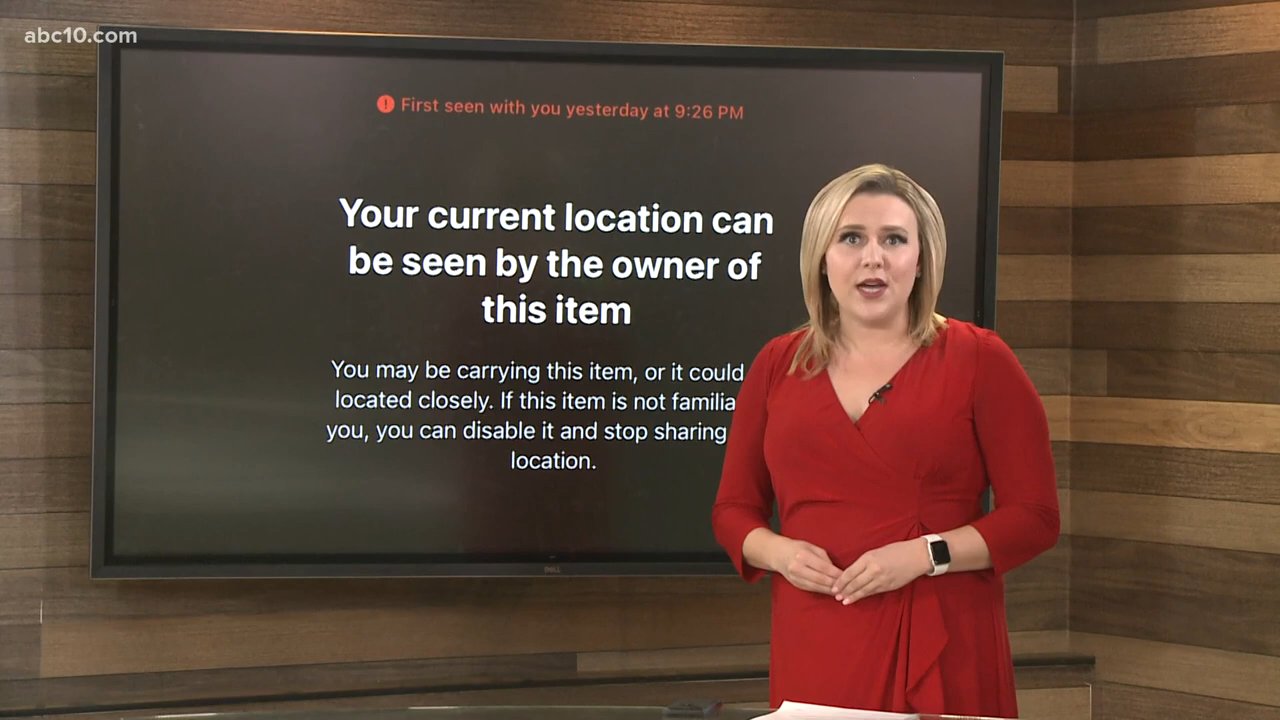 abc10.com
First seen with you yesterday at 9:26 PM
Your current location can
be seen by the owner of
this item
You may be carrying this item, or it could
located closely. If this item is not familia
you, you can disable it and stop sharing
location.
DELL